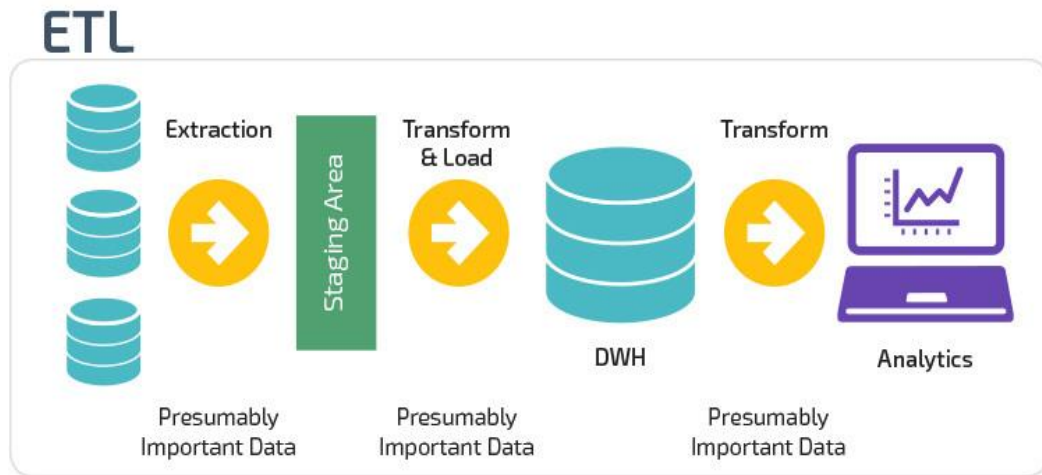 ETL
Extraction
Staging Area
Transform
& Load
Transform
DWH
Analytics
Presumably
Important Data
Presumably
Important Data
Presumably
Important Data